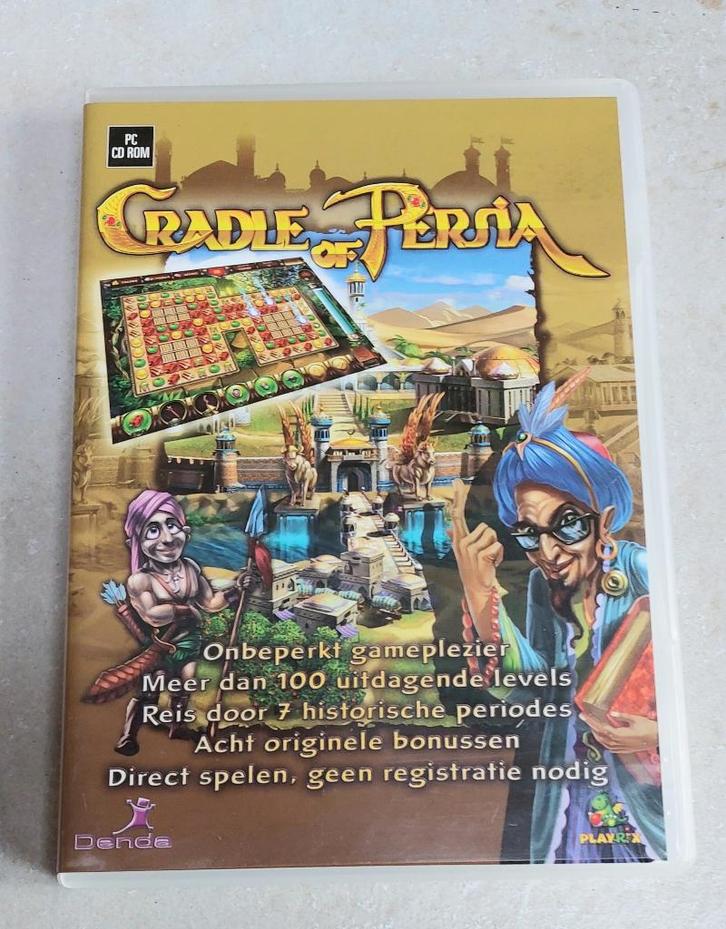 PC
CD ROM
CRADLE OF PERSIA
Onbeperkt gameplezier
Meer dan 100 uitdagende levels
Reis door 7 historische periodes
Acht originele bonussen
Direct spelen, geen registratie nodig
Denda
PLAYRIX